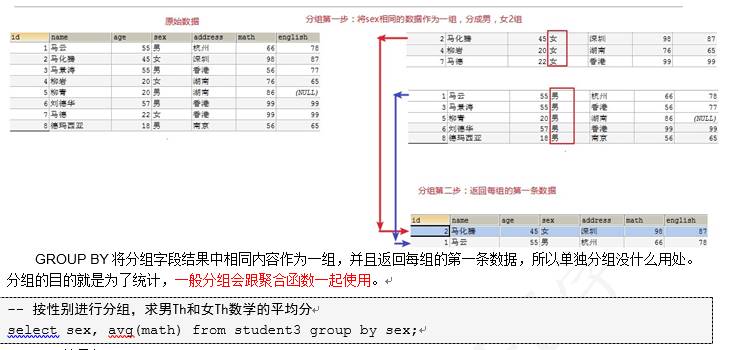 原始数据
分组第一步：将sex相同的数据作为一组，分成男，女2组
id name age sex address math english
1 马云 55 男 杭州 66 78
2 马化腾 45 女 深圳 98 87
3 马景涛 55 男 香港 56 77
4 柳岩 20 女 湖南 76 65
5 柳青 20 男 湖南 86 (NULL)
6 刘德华 57 男 香港 99 99
7 马德 22 女 香港 99 99
8 德玛西亚 18 男 南京 56 65
2 马化腾 45 女 深圳 98 87
4 柳岩 20 女 湖南 76 65
7 马德 22 女 香港 99 99
1 马云 55 男 杭州 66 78
3 马景涛 55 男 香港 56 77
5 柳青 20 男 湖南 86 (NULL)
6 刘德华 57 男 香港 99 99
8 德玛西亚 18 男 南京 56 65
分组第二步：返回每组的第一条数据
id name age sex address math english
2 马化腾 45 女 深圳 98 87
1 马云 55 男 杭州 66 78
GROUP BY 将分组字段结果中相同内容作为一组，并且返回每组的第一条数据，所以单独分组没什么用处。
分组的目的就是为了统计，一般分组会跟聚合函数一起使用。
-- 按性别进行分组, 求男Th和女Th数学的平均分
select sex, avg(math) from student3 group by sex;